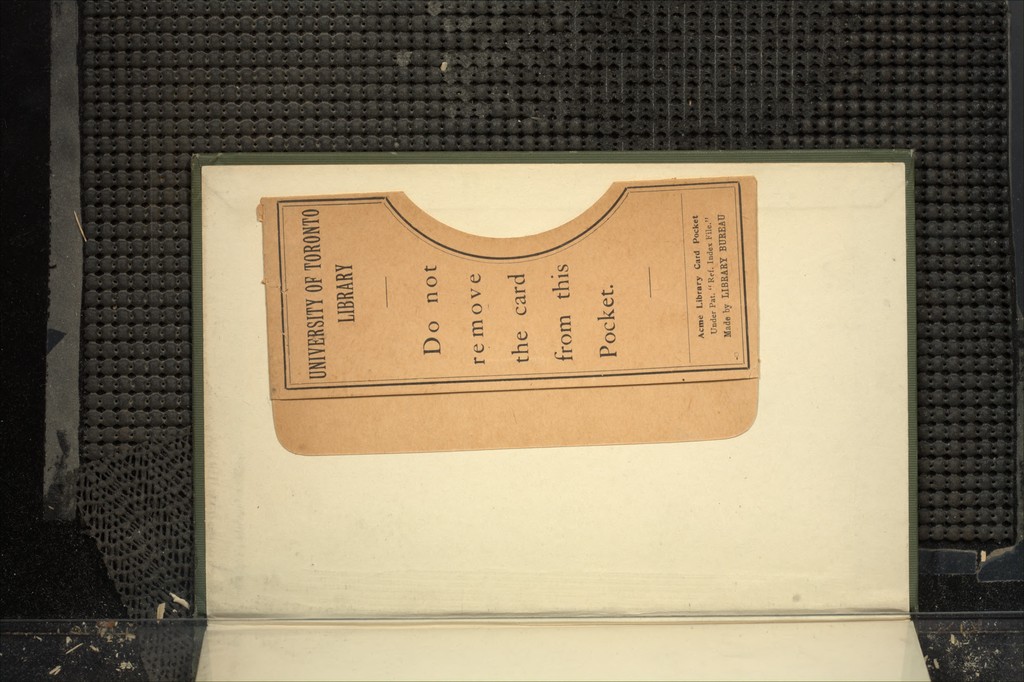 UNIVERSITY OF TORONTO
LIBRARY
Do not
remove
the card
from this
Pocket.
Acme Library Card Pocket
Under Pat. "Ref. Index File."
Made by LIBRARY BUREAU